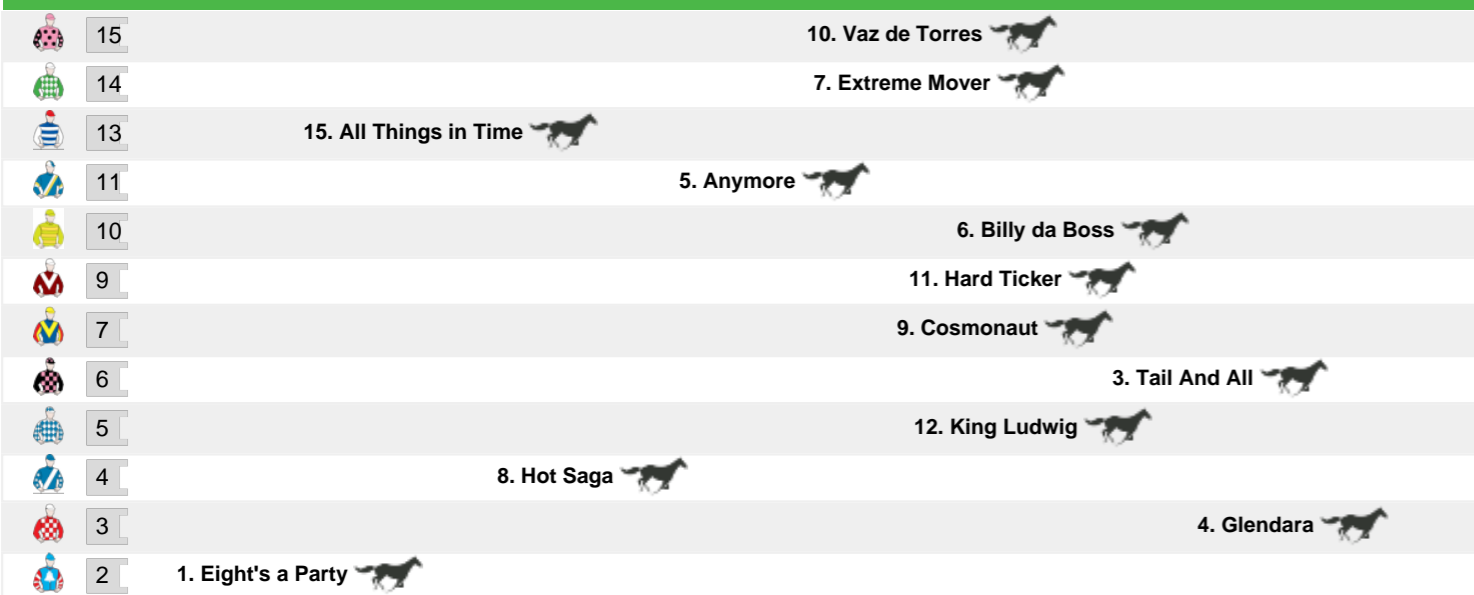 15 10. Vaz de Torres
14 7. Extreme Mover
13 15. All Things in Time
11 5. Anymore
10 6. Billy da Boss
9 11. Hard Ticker
7 9. Cosmonaut
6 3. Tail And All
5 12. King Ludwig
4 8. Hot Saga
3 4. Glendara
2 1. Eight's a Party